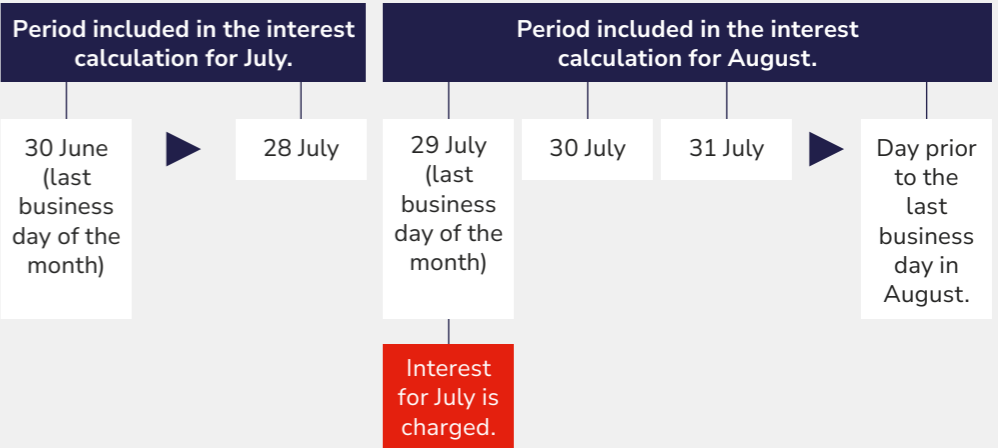 Period included in the interest
calculation for July.
Period included in the interest
calculation for August.
30 June
(last
business
day of the
month)
28 July
29 July
(last
business
day of the
month)
30 July
31 July
Day prior
to the
last
business
day in
August.
Interest
for July is
charged.